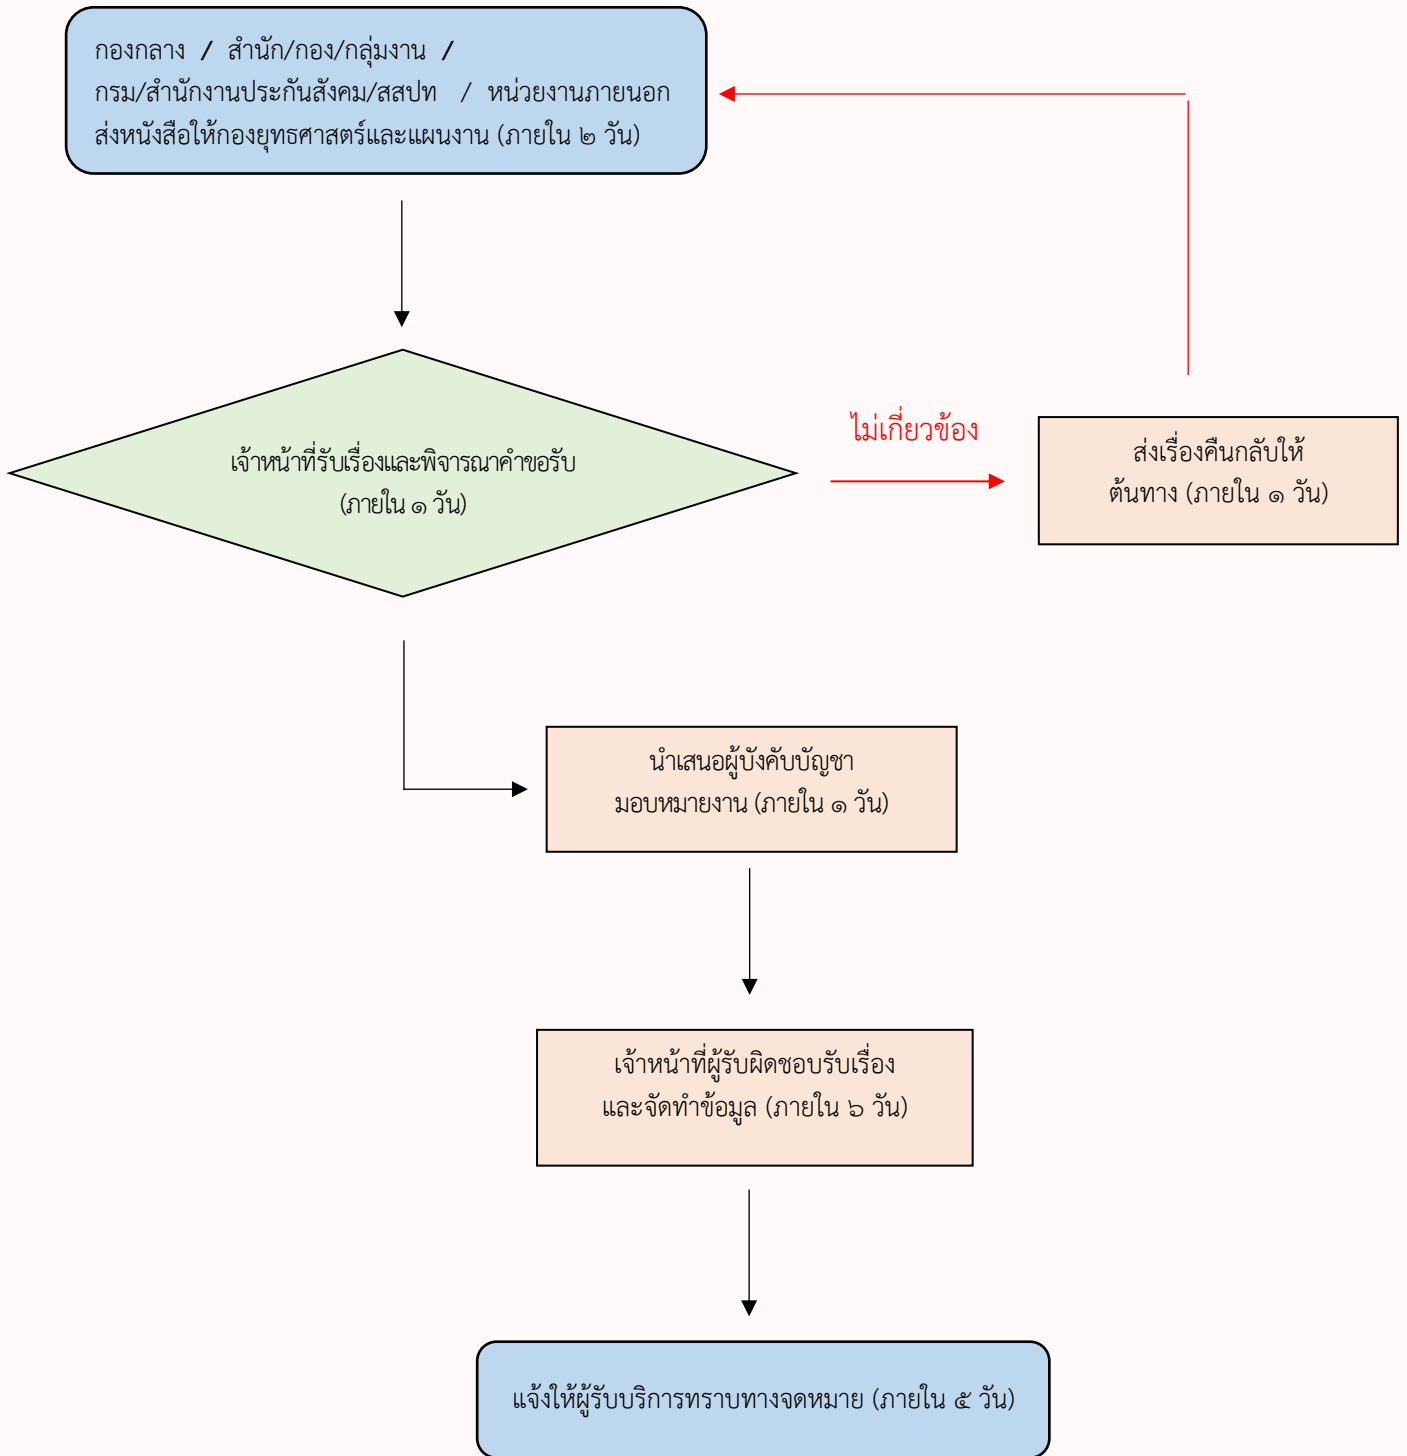 กองกลาง / สำนัก/กอง/กลุ่มงาน /
กรม/สำนักงานประกันสังคม/สสปท / หน่วยงานภายนอก
ส่งหนังสือให้กองยุทธศาสตร์และแผนงาน (ภายใน ๒ วัน)
เจ้าหน้าที่รับเรื่องและพิจารณาคำขอรับ
(ภายใน ๑ วัน)
ไม่เกี่ยวข้อง
ส่งเรื่องคืนกลับให้
ต้นทาง (ภายใน ๑ วัน)
นำเสนอผู้บังคับบัญชา
มอบหมายงาน (ภายใน ๑ วัน)
เจ้าหน้าที่ผู้รับผิดชอบรับเรื่อง
และจัดทำข้อมูล (ภายใน ๖ วัน)
แจ้งให้ผู้รับบริการทราบทางจดหมาย (ภายใน ๕ วัน)